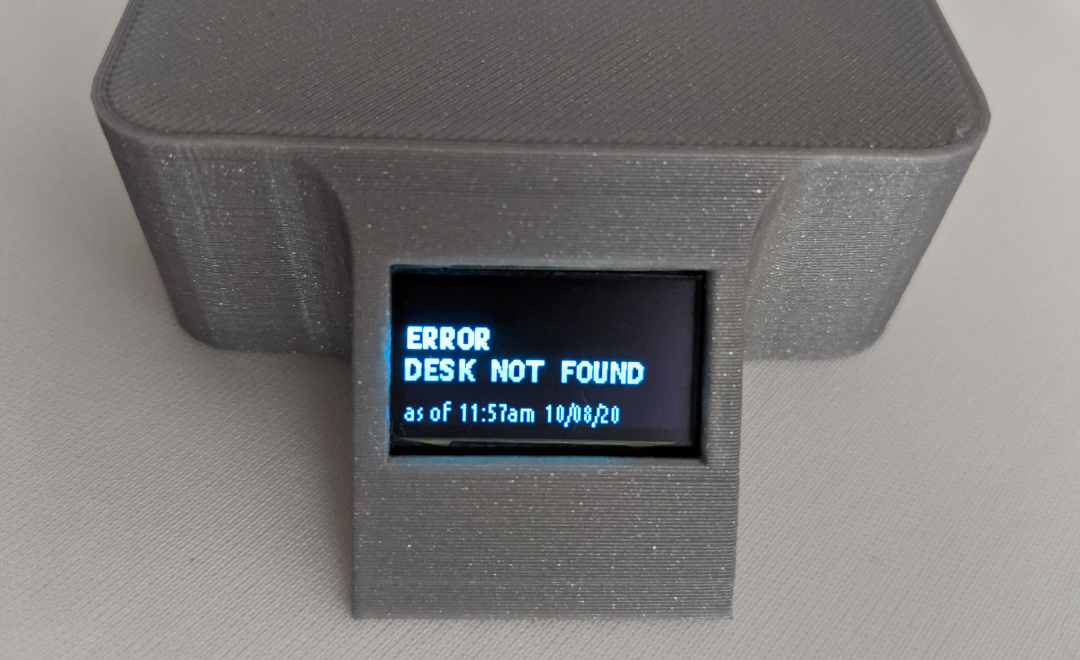 ERROR
DESK NOT FOUND
as of 11:57am 10/08/20